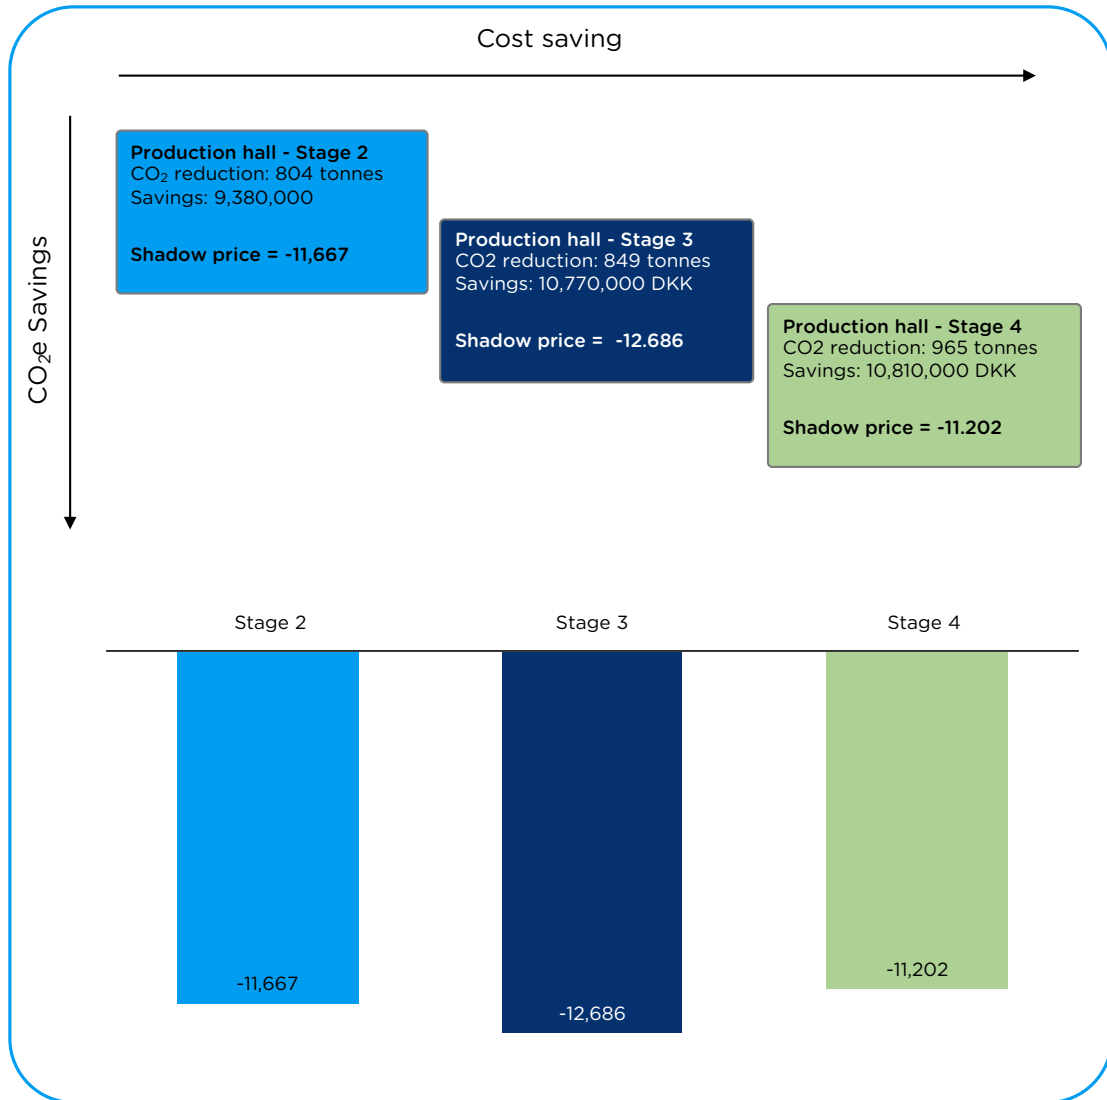 Cost saving
CO₂e Savings
Production hall - Stage 2
CO₂ reduction: 804 tonnes
Savings: 9,380,000
Shadow price = -11,667
Production hall - Stage 3
CO2 reduction: 849 tonnes
Savings: 10,770,000 DKK
Shadow price =  -12.686
Production hall - Stage 4
CO2 reduction: 965 tonnes
Savings: 10,810,000 DKK
Shadow price = -11.202
Stage 2
Stage 3
Stage 4
-11,667
-12,686
-11,202